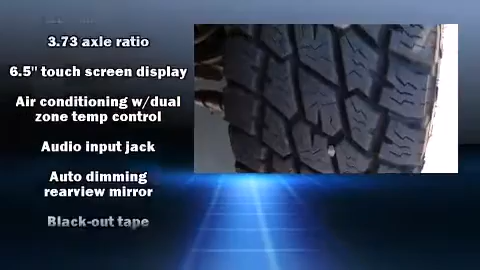 3.73 axle ratio
6.5" touch screen display
Air conditioning w/dual
zone temp control
Audio input jack
Auto dimming
rearview mirror
Black-out tape